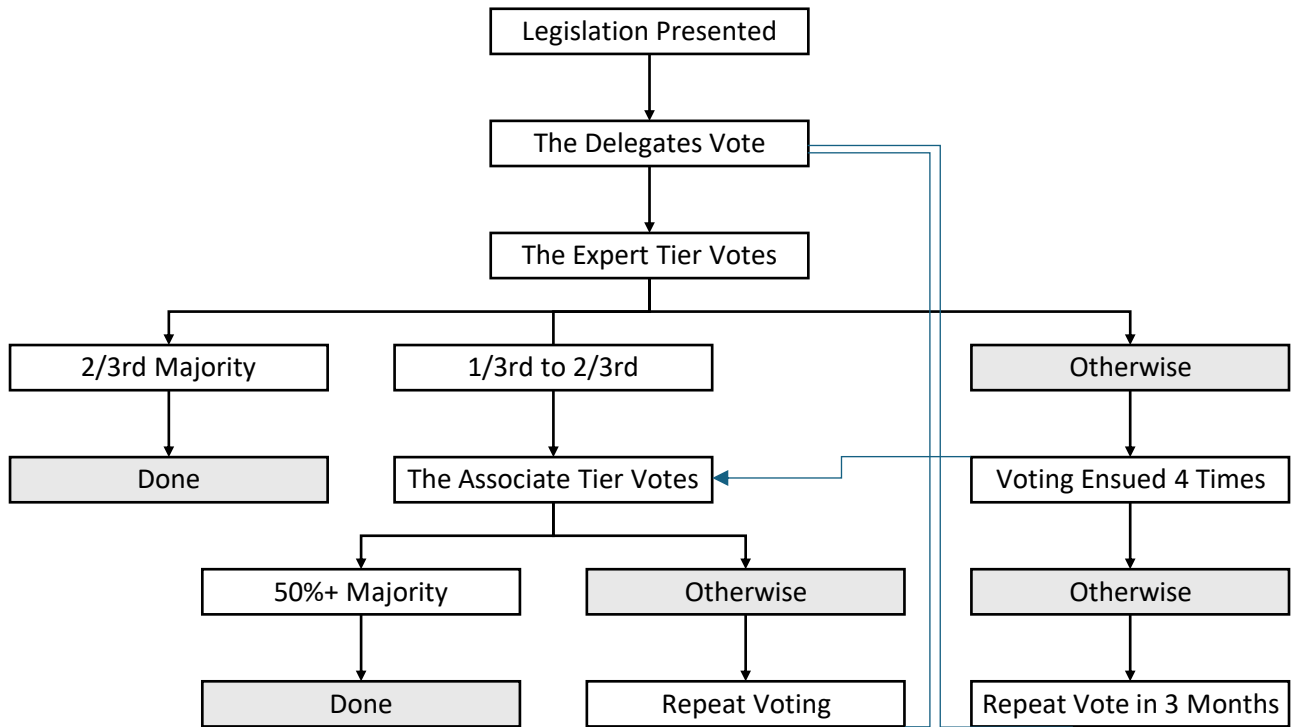 Legislation Presented
The Delegates Vote
The Expert Tier Votes
2/3rd Majority
1/3rd to 2/3rd
Otherwise
Done
The Associate Tier Votes
Voting Ensued 4 Times
50%+ Majority
Otherwise
Otherwise
Done
Repeat Voting
Repeat Vote in 3 Months